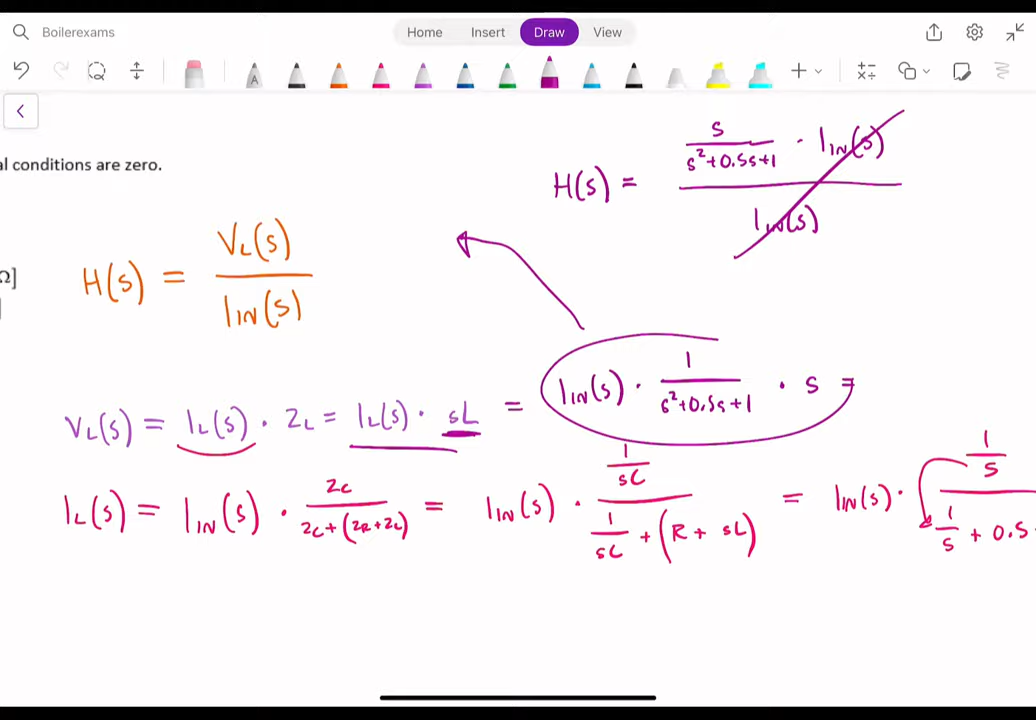 Boilerexams
Home Insert Draw View
al conditions are zero.
H(s) = (s/(s²+0.5s+1) · I_IN(s)) / I_IN(s)
Ω]
H(s) = V_L(s) / I_IN(s)
V_L(s) = I_L(s) · Z_L = I_L(s) · sL = I_IN(s) · 1/(s²+0.5s+1) · s =
I_L(s) = I_IN(s) · Z_C/(Z_C+(Z_R+Z_L)) = I_IN(s) · (1/sC)/(1/sC + (R + sL)) = I_IN(s) · (1/s)/(1/s + 0.5